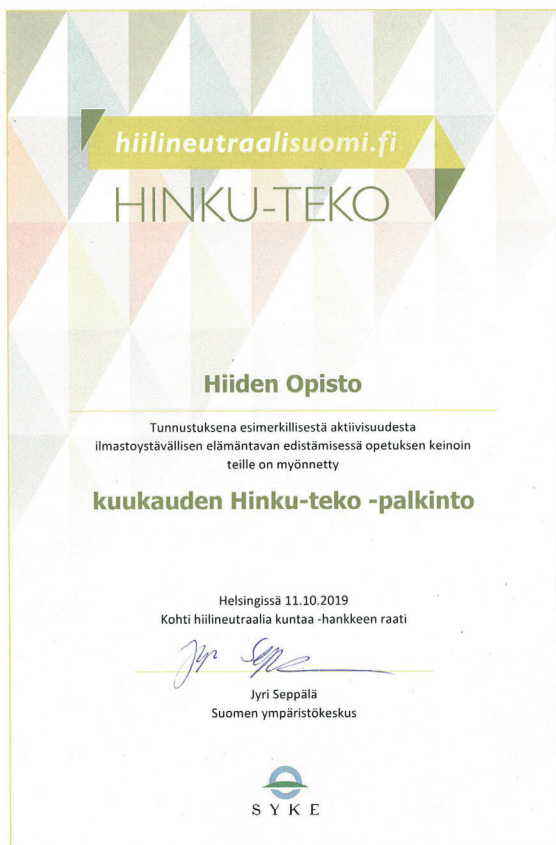 hiilineutraalisuomi.fi
HINKU-TEKO
Hiiden Opisto
Tunnustuksena esimerkillisestä aktiivisuudesta
ilmastoystävällisen elämäntavan edistämisessä opetuksen keinoin
teille on myönnetty
kuukauden Hinku-teko -palkinto
Helsingissä 11.10.2019
Kohti hiilineutraalia kuntaa -hankkeen raati
Jyri Seppälä
Suomen ympäristökeskus
SYKE